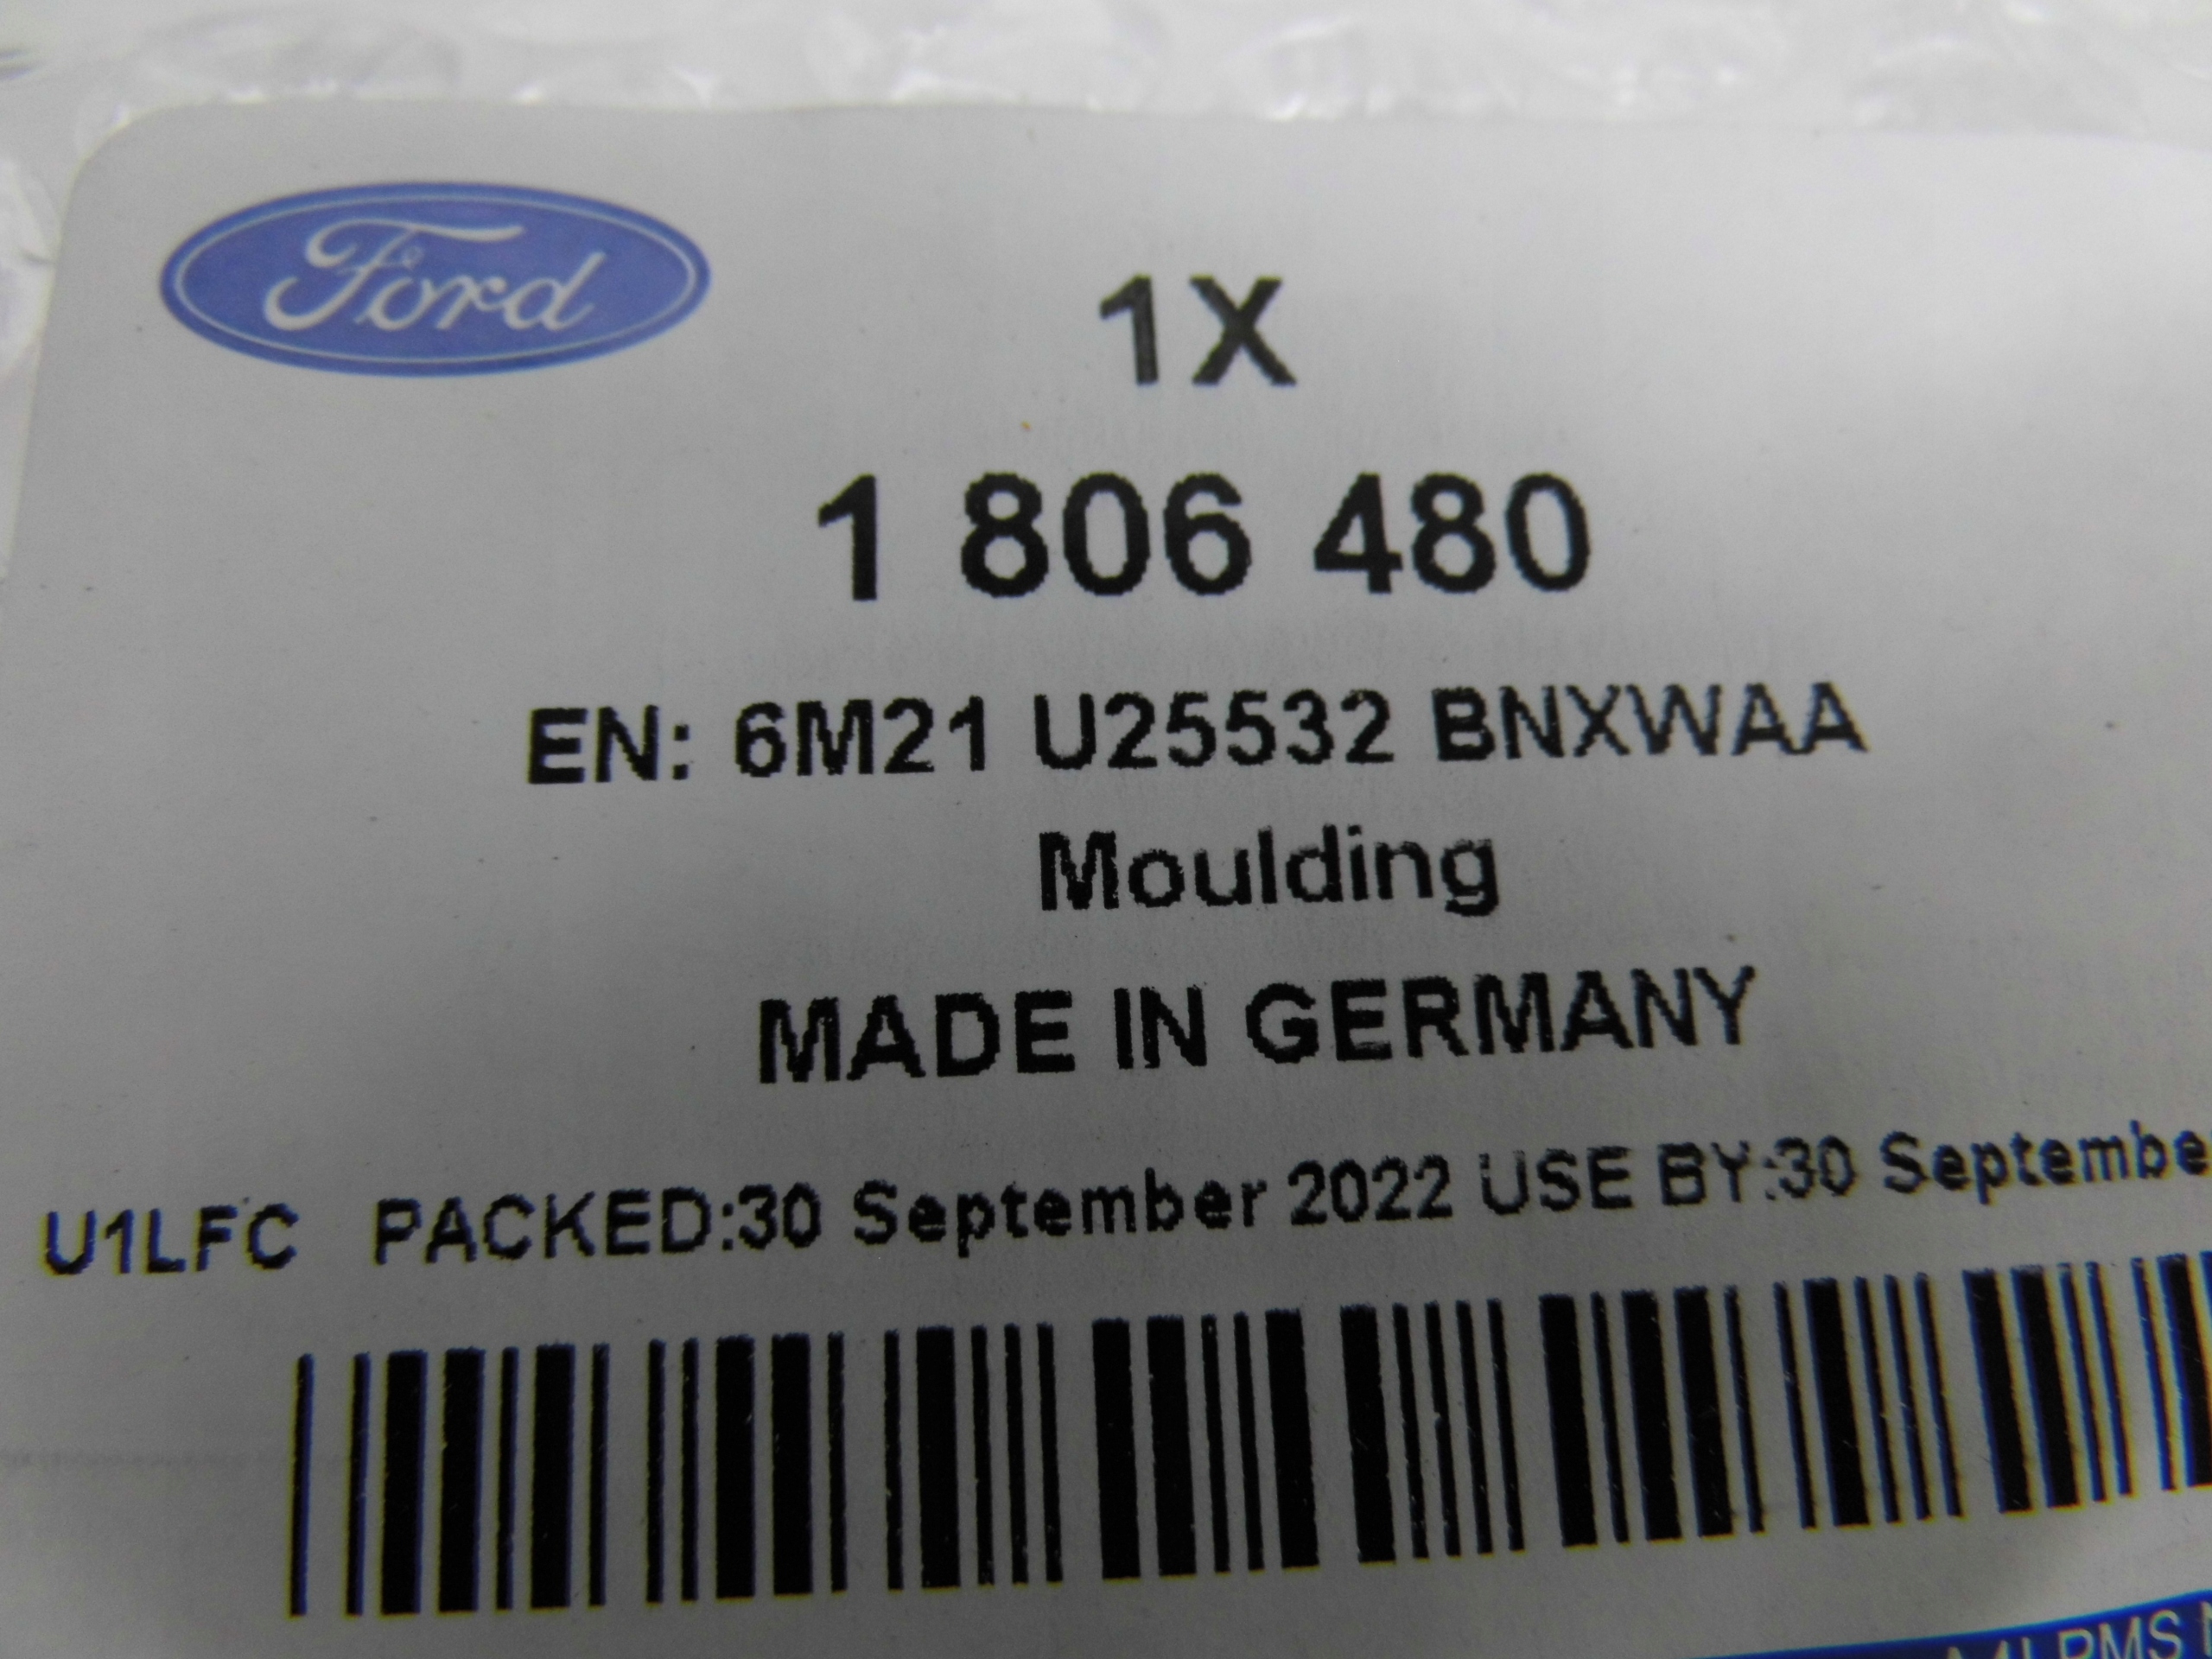 Ford
1X
1 806 480
EN: 6M21 U25532 BNXWAA
Moulding
MADE IN GERMANY
U1LFC PACKED:30 September 2022 USE BY:30